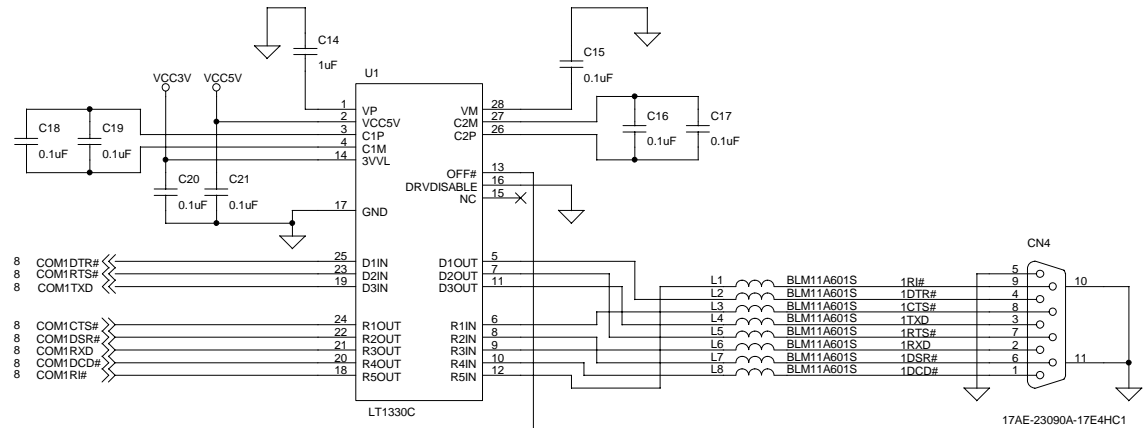 C14
1uF
C15
0.1uF
U1
VCC3V VCC5V
1 VP
2 VCC5V
3 C1P
4 C1M
14 3VVL
17 GND
VM 28
C2M 27
C2P 26
OFF# 13
DRVDISABLE 16
NC 15
C18
0.1uF
C19
0.1uF
C16
0.1uF
C17
0.1uF
C20
0.1uF
C21
0.1uF
CN4
8 COM1DTR# 25 D1IN
8 COM1RTS# 23 D2IN
8 COM1TXD 19 D3IN
D1OUT 5
D2OUT 7
D3OUT 11
8 COM1CTS# 24 R1OUT
8 COM1DSR# 22 R2OUT
8 COM1RXD 21 R3OUT
8 COM1DCD# 20 R4OUT
8 COM1RI# 18 R5OUT
R1IN 6
R2IN 8
R3IN 9
R4IN 10
R5IN 12
5
L1 BLM11A601S 1RI# 9
L2 BLM11A601S 1DTR# 4
L3 BLM11A601S 1CTS# 8
L4 BLM11A601S 1TXD 3
L5 BLM11A601S 1RTS# 7
L6 BLM11A601S 1RXD 2
L7 BLM11A601S 1DSR# 6
L8 BLM11A601S 1DCD# 1
10
11
LT1330C
17AE-23090A-17E4HC1